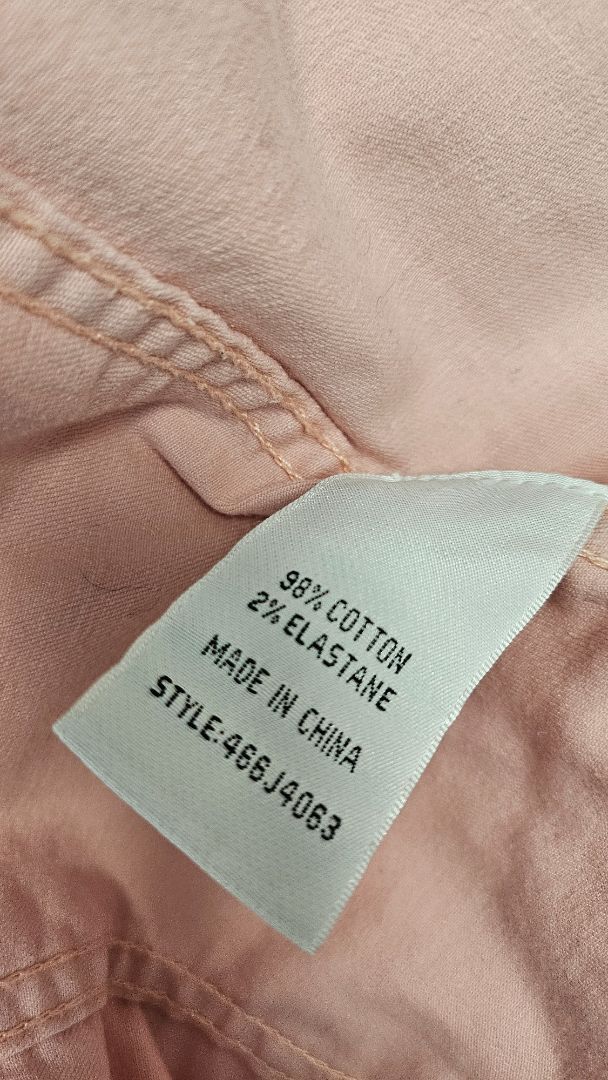 98% COTTON
2% ELASTANE
MADE IN CHINA
STYLE:466J4063